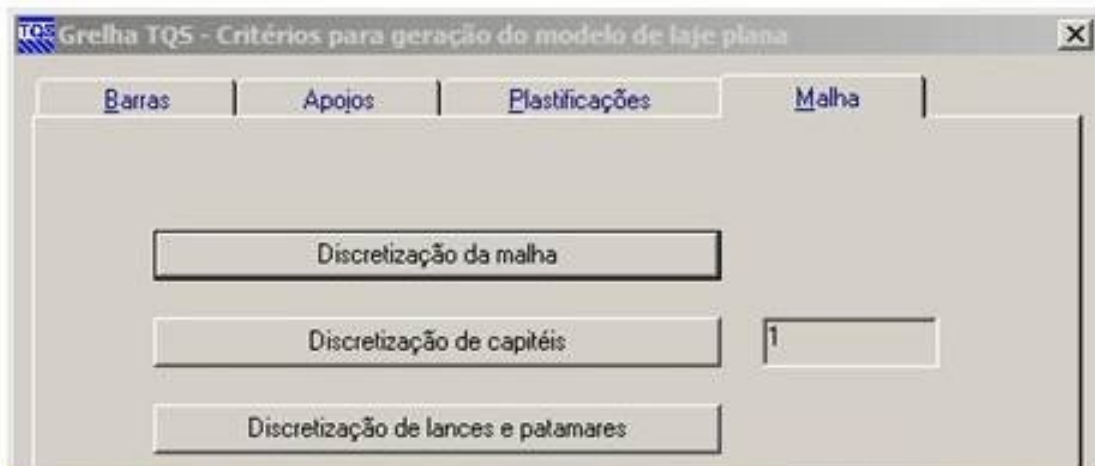 TQS Grelha TQS - Critérios para geração do modelo de laje plana
Barras Apoios Plastificações Malha
Discretização da malha
Discretização de capitéis 1
Discretização de lances e patamares